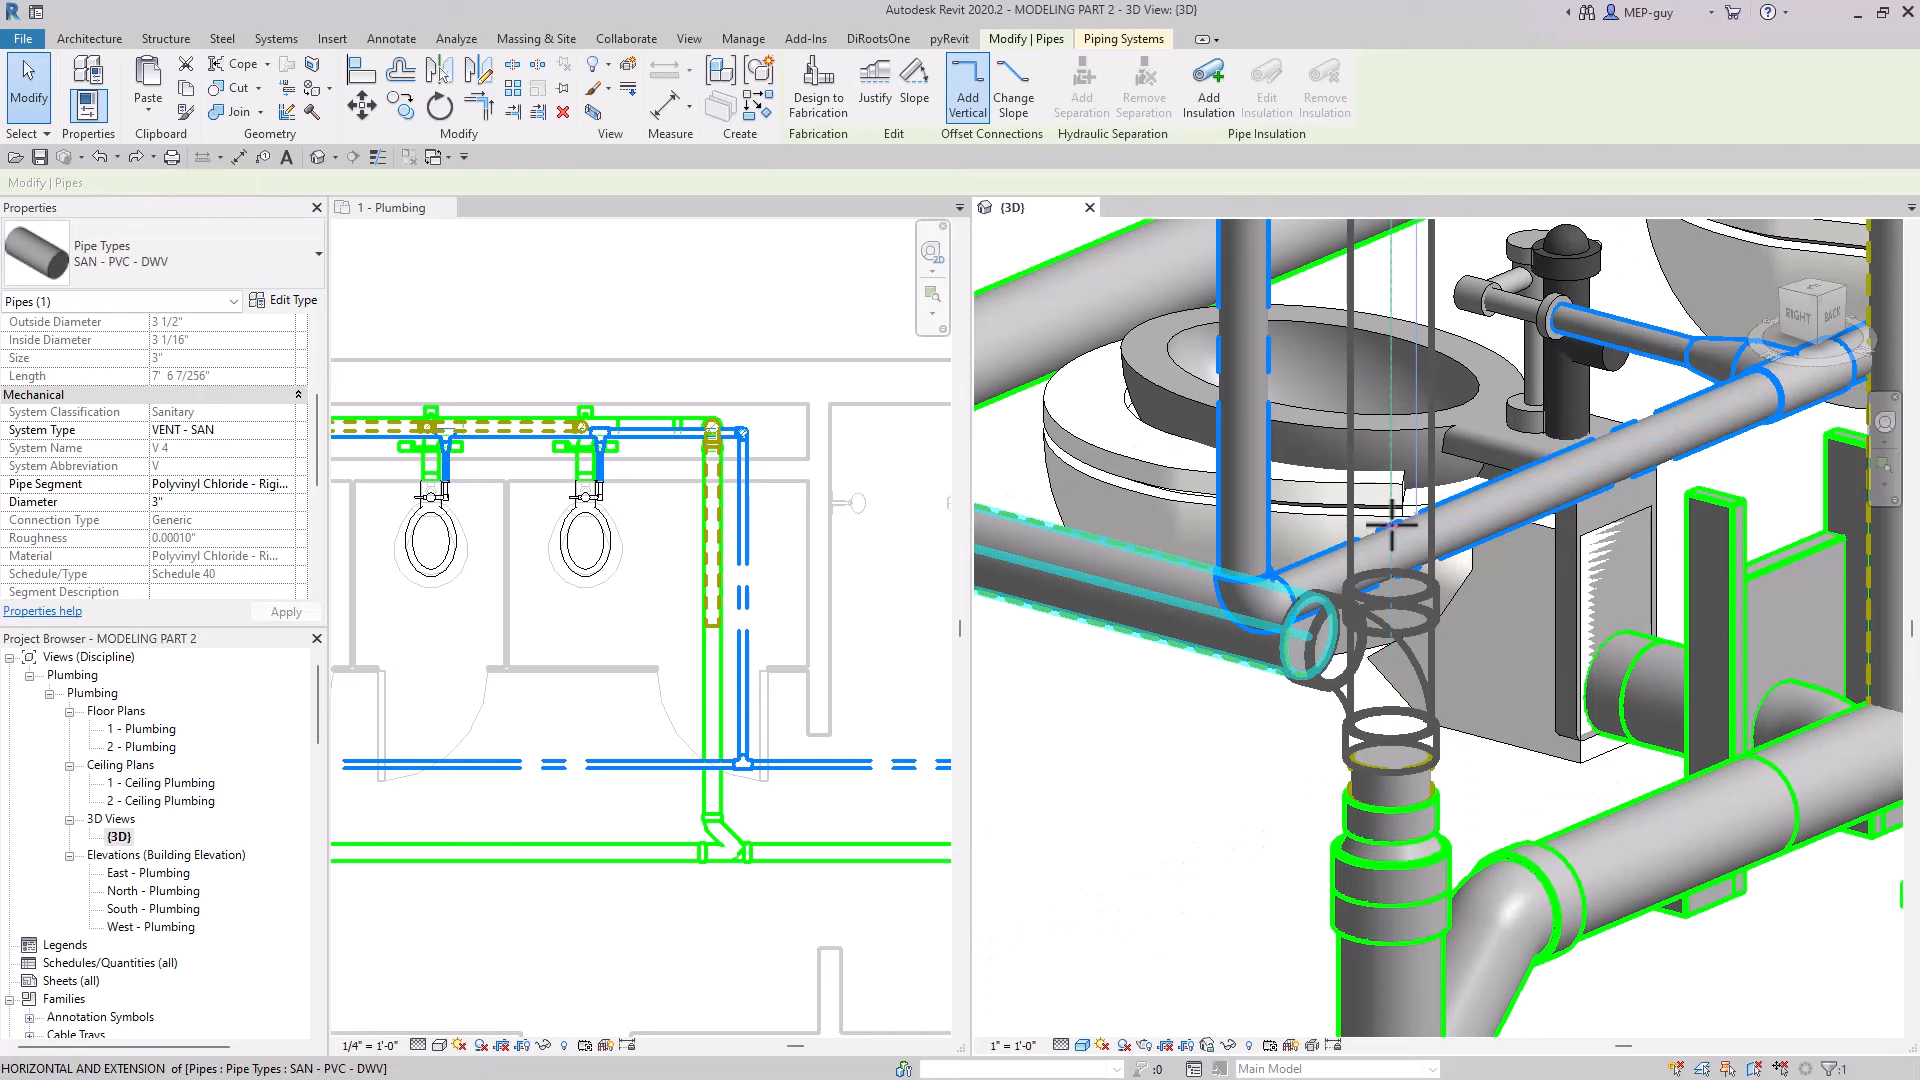 Autodesk Revit 2020.2 - MODELING PART 2 - 3D View: {3D}
MEP-guy
File Architecture Structure Steel Systems Insert Annotate Analyze Massing & Site Collaborate View Manage Add-Ins DiRootsOne pyRevit Modify | Pipes Piping Systems
Modify
Paste
Cope
Cut
Join
Design to
Fabrication
Justify
Slope
Add
Vertical
Change
Slope
Add
Separation
Remove
Separation
Add
Insulation
Edit
Insulation
Remove
Insulation
Select Properties Clipboard Geometry Modify View Measure Create Fabrication Edit Offset Connections Hydraulic Separation Pipe Insulation
Modify | Pipes
Properties
Pipe Types
SAN - PVC - DWV
Pipes (1)
Edit Type
Outside Diameter 3 1/2"
Inside Diameter 3 1/16"
Size 3"
Length 7'  6 7/256"
Mechanical
System Classification Sanitary
System Type VENT - SAN
System Name V 4
System Abbreviation V
Pipe Segment Polyvinyl Chloride - Rigi...
Diameter 3"
Connection Type Generic
Roughness 0.00010"
Material Polyvinyl Chloride - Ri...
Schedule/Type Schedule 40
Segment Description
Properties help
Apply
Project Browser - MODELING PART 2
Views (Discipline)
Plumbing
Plumbing
Floor Plans
1 - Plumbing
2 - Plumbing
Ceiling Plans
1 - Ceiling Plumbing
2 - Ceiling Plumbing
3D Views
{3D}
Elevations (Building Elevation)
East - Plumbing
North - Plumbing
South - Plumbing
West - Plumbing
Legends
Schedules/Quantities (all)
Sheets (all)
Families
Annotation Symbols
Cable Trays
1 - Plumbing
2D
1/4" = 1'-0"
{3D}
RIGHT
BACK
1" = 1'-0"
HORIZONTAL AND EXTENSION of [Pipes : Pipe Types : SAN - PVC - DWV]
:0
Main Model
:1